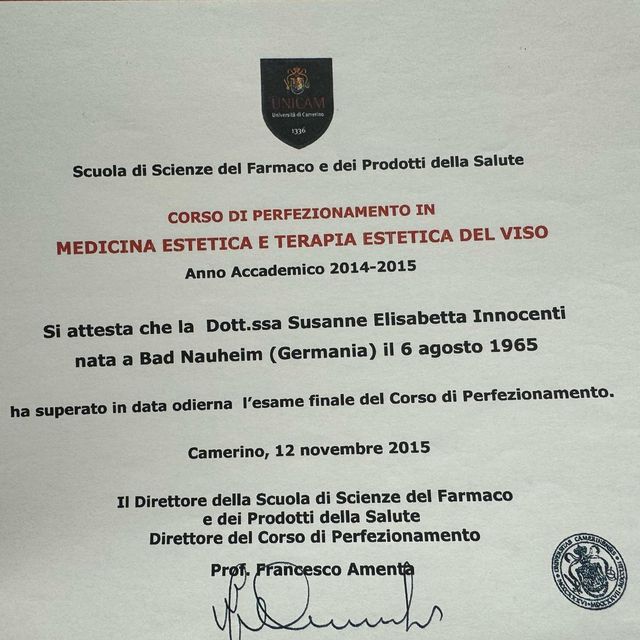 UNICAM
Università di Camerino
1336
Scuola di Scienze del Farmaco e dei Prodotti della Salute
CORSO DI PERFEZIONAMENTO IN
MEDICINA ESTETICA E TERAPIA ESTETICA DEL VISO
Anno Accademico 2014-2015
Si attesta che la Dott.ssa Susanne Elisabetta Innocenti
nata a Bad Nauheim (Germania) il 6 agosto 1965
ha superato in data odierna l'esame finale del Corso di Perfezionamento.
Camerino, 12 novembre 2015
Il Direttore della Scuola di Scienze del Farmaco
e dei Prodotti della Salute
Direttore del Corso di Perfezionamento
Prof. Francesco Amenta